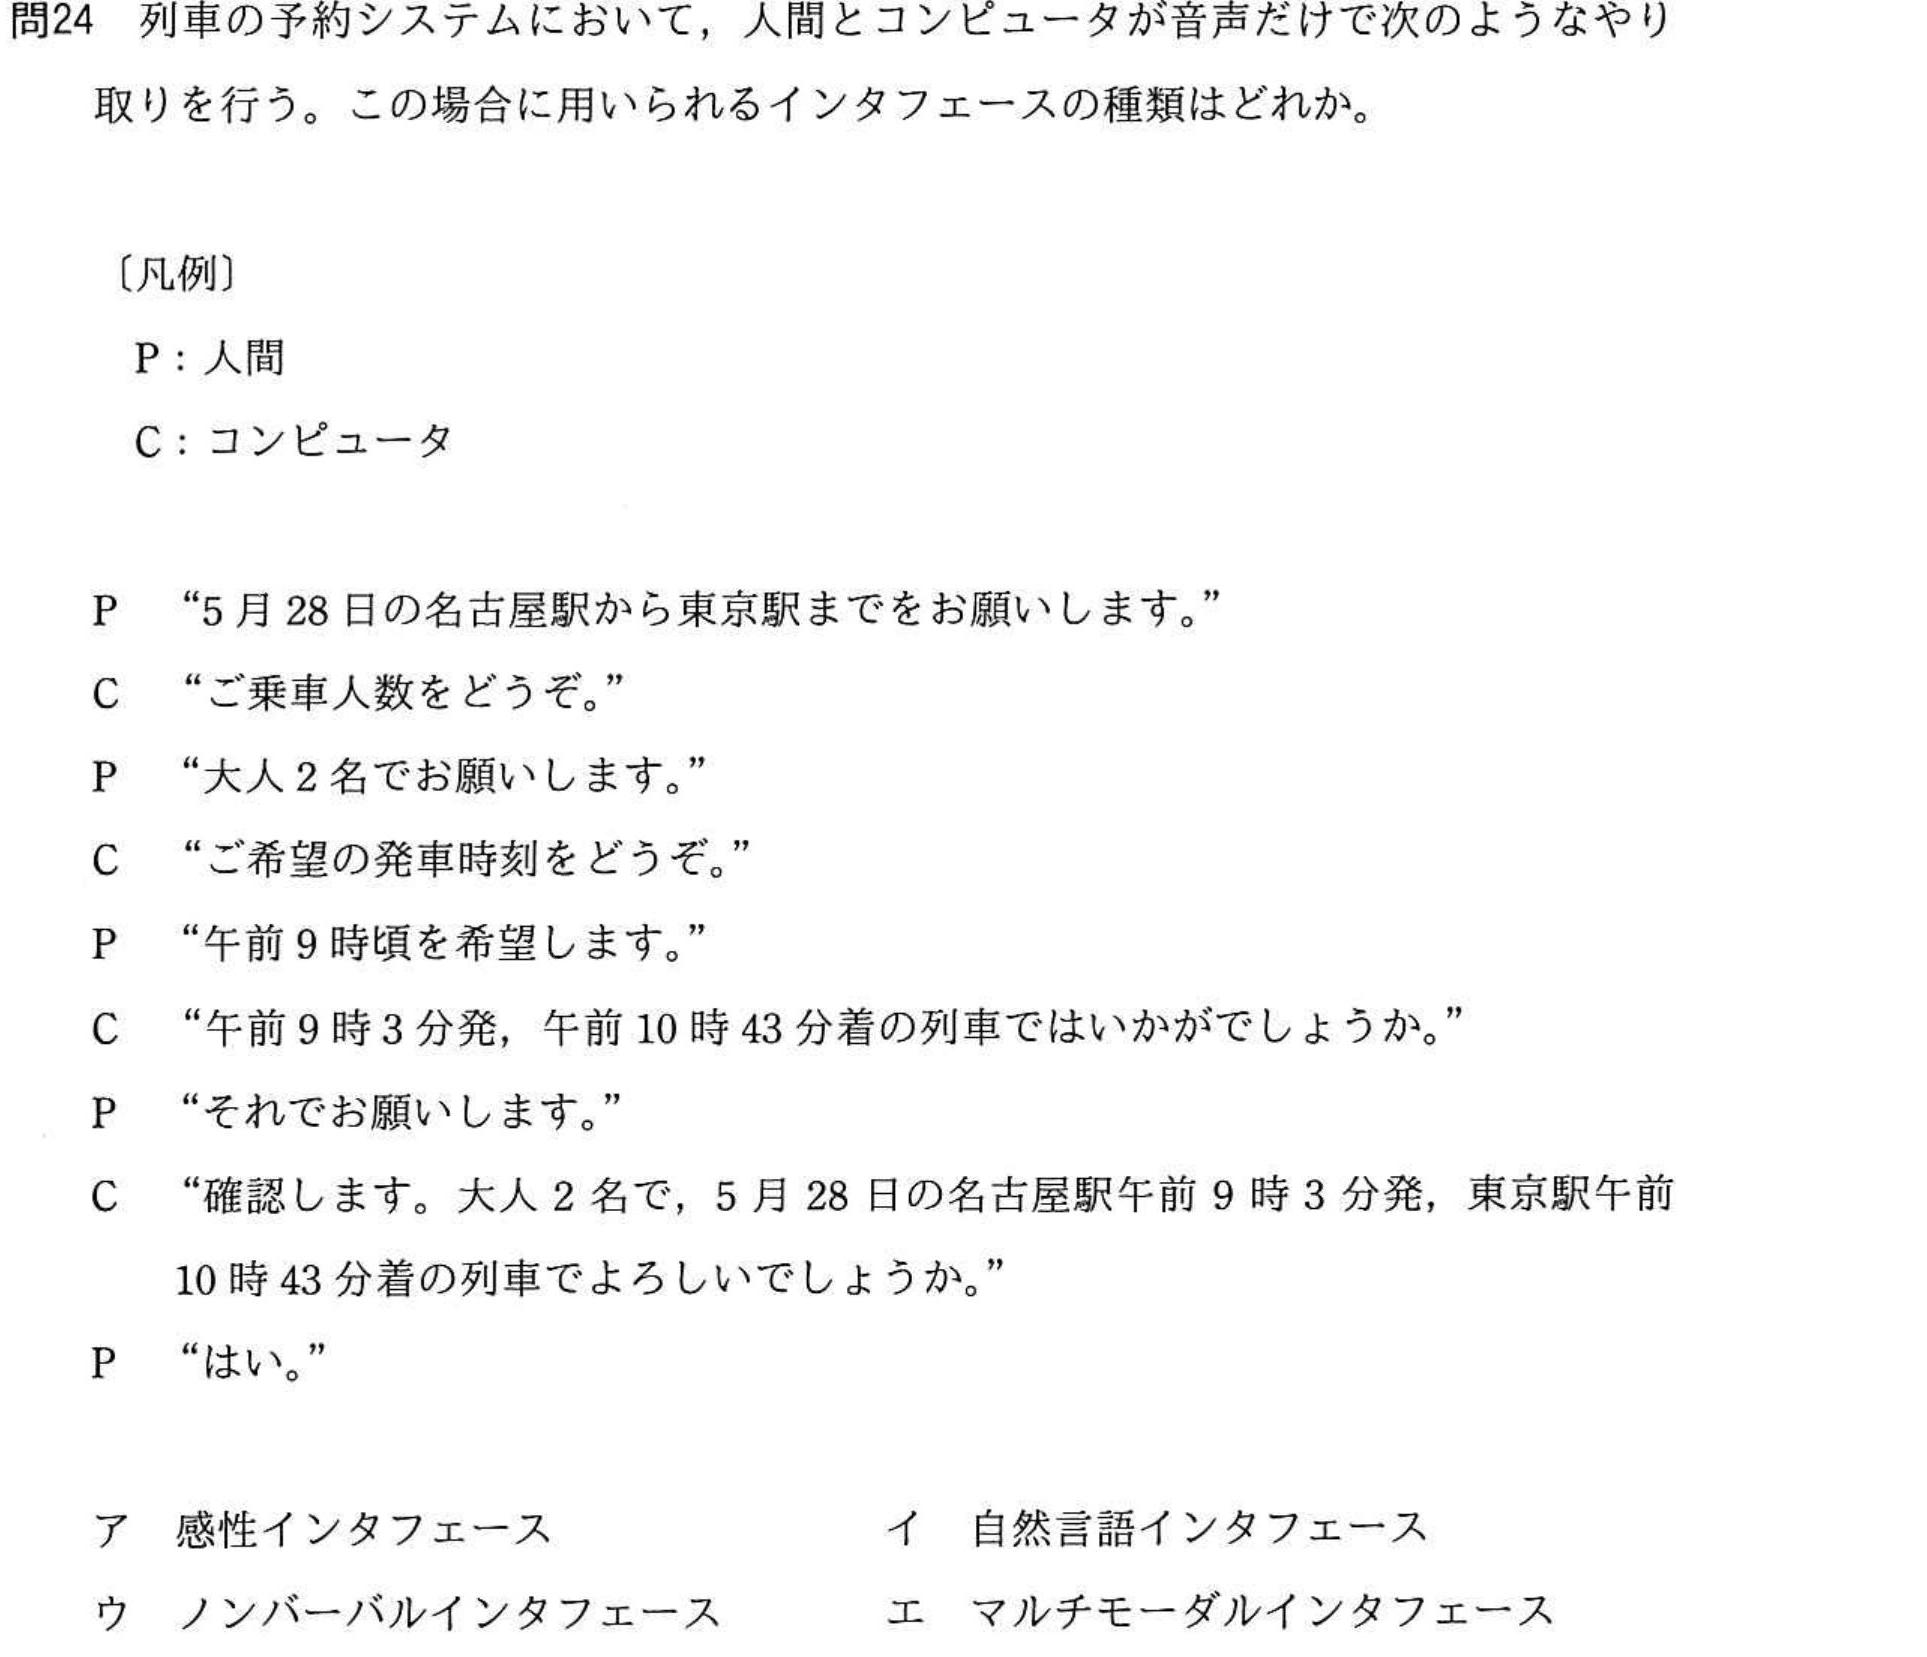 問24 列車の予約システムにおいて，人間とコンピュータが音声だけで次のようなやり
取りを行う。この場合に用いられるインタフェースの種類はどれか。
〔凡例〕
P：人間
C：コンピュータ
P “5月28日の名古屋駅から東京駅までをお願いします。”
C “ご乗車人数をどうぞ。”
P “大人2名でお願いします。”
C “ご希望の発車時刻をどうぞ。”
P “午前9時頃を希望します。”
C “午前9時3分発，午前10時43分着の列車ではいかがでしょうか。”
P “それでお願いします。”
C “確認します。大人2名で，5月28日の名古屋駅午前9時3分発，東京駅午前
10時43分着の列車でよろしいでしょうか。”
P “はい。”
ア 感性インタフェース イ 自然言語インタフェース
ウ ノンバーバルインタフェース エ マルチモーダルインタフェース